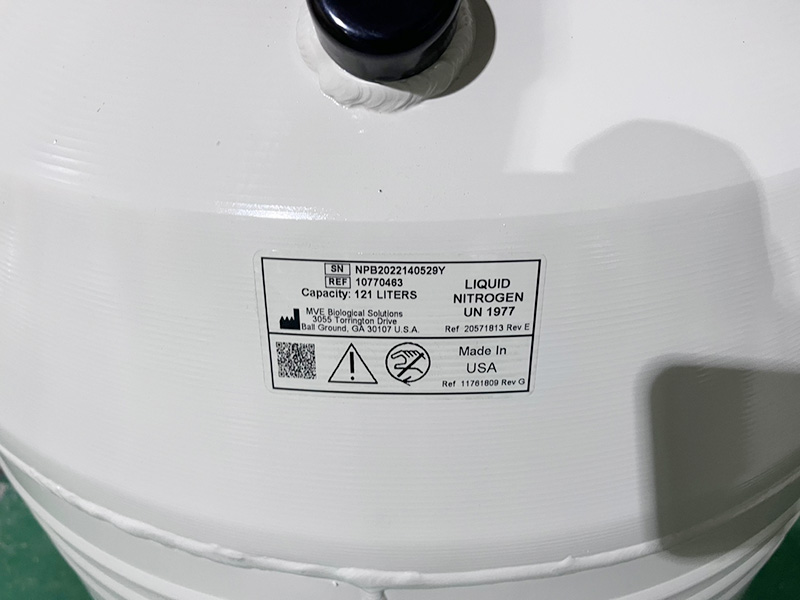 SN NPB2022140529Y
REF 10770463
Capacity: 121 LITERS
MVE Biological Solutions
3055 Torrington Drive
Ball Ground, GA 30107 U.S.A.
LIQUID
NITROGEN
UN 1977
Ref 20571813 Rev E
Made In
USA
Ref 11761809 Rev G